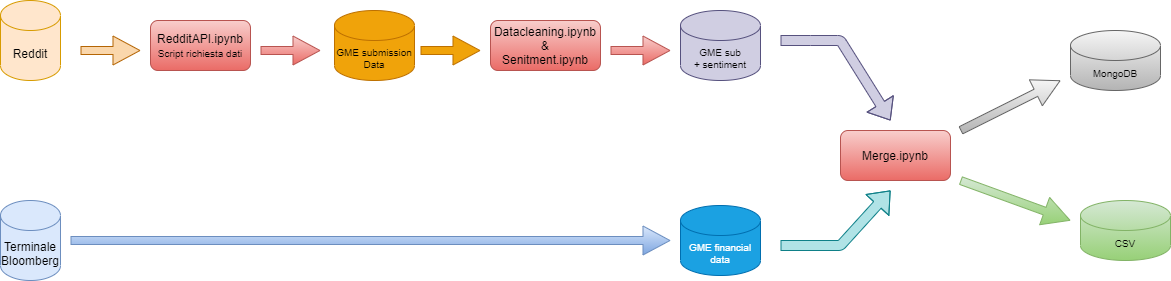 Reddit
RedditAPI.ipynb
Script richiesta dati
GME submission
Data
Datacleaning.ipynb
&
Senitment.ipynb
GME sub
+ sentiment
MongoDB
Merge.ipynb
Terminale
Bloomberg
GME financial
data
CSV